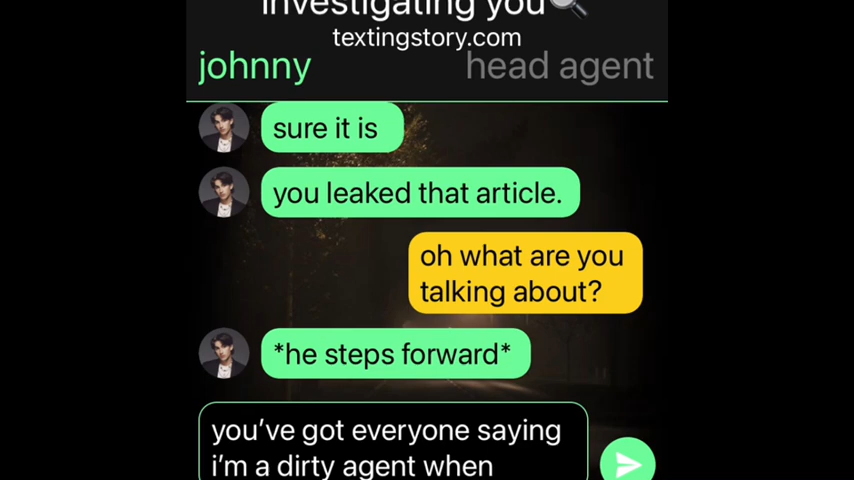 investigating you🔍
textingstory.com
johnny
head agent
sure it is
you leaked that article.
oh what are you
talking about?
*he steps forward*
you’ve got everyone saying
i’m a dirty agent when